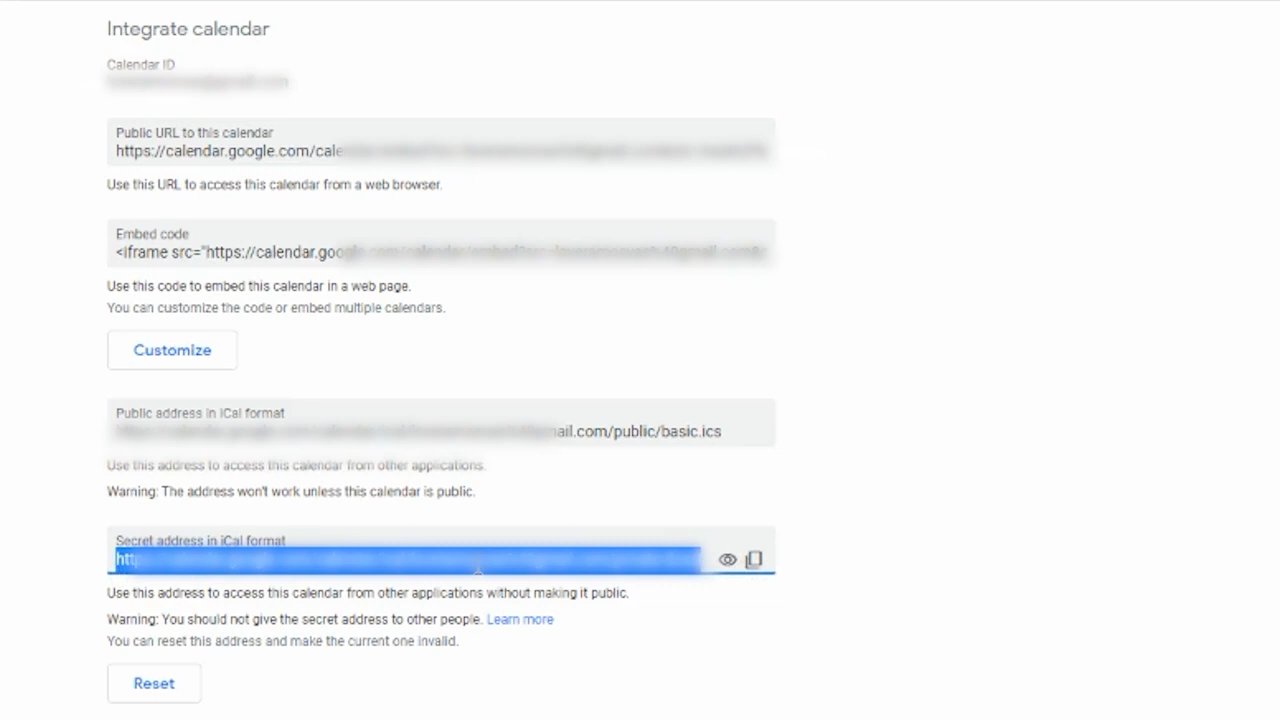 Integrate calendar
Calendar ID
Public URL to this calendar
https://calendar.google.com/cale
Use this URL to access this calendar from a web browser.
Embed code
<iframe src="https://calendar.goo
Use this code to embed this calendar in a web page.
You can customize the code or embed multiple calendars.
Customize
Public address in iCal format
mail.com/public/basic.ics
Use this address to access this calendar from other applications.
Warning: The address won't work unless this calendar is public.
Secret address in iCal format
htt
Use this address to access this calendar from other applications without making it public.
Warning: You should not give the secret address to other people. Learn more
You can reset this address and make the current one invalid.
Reset